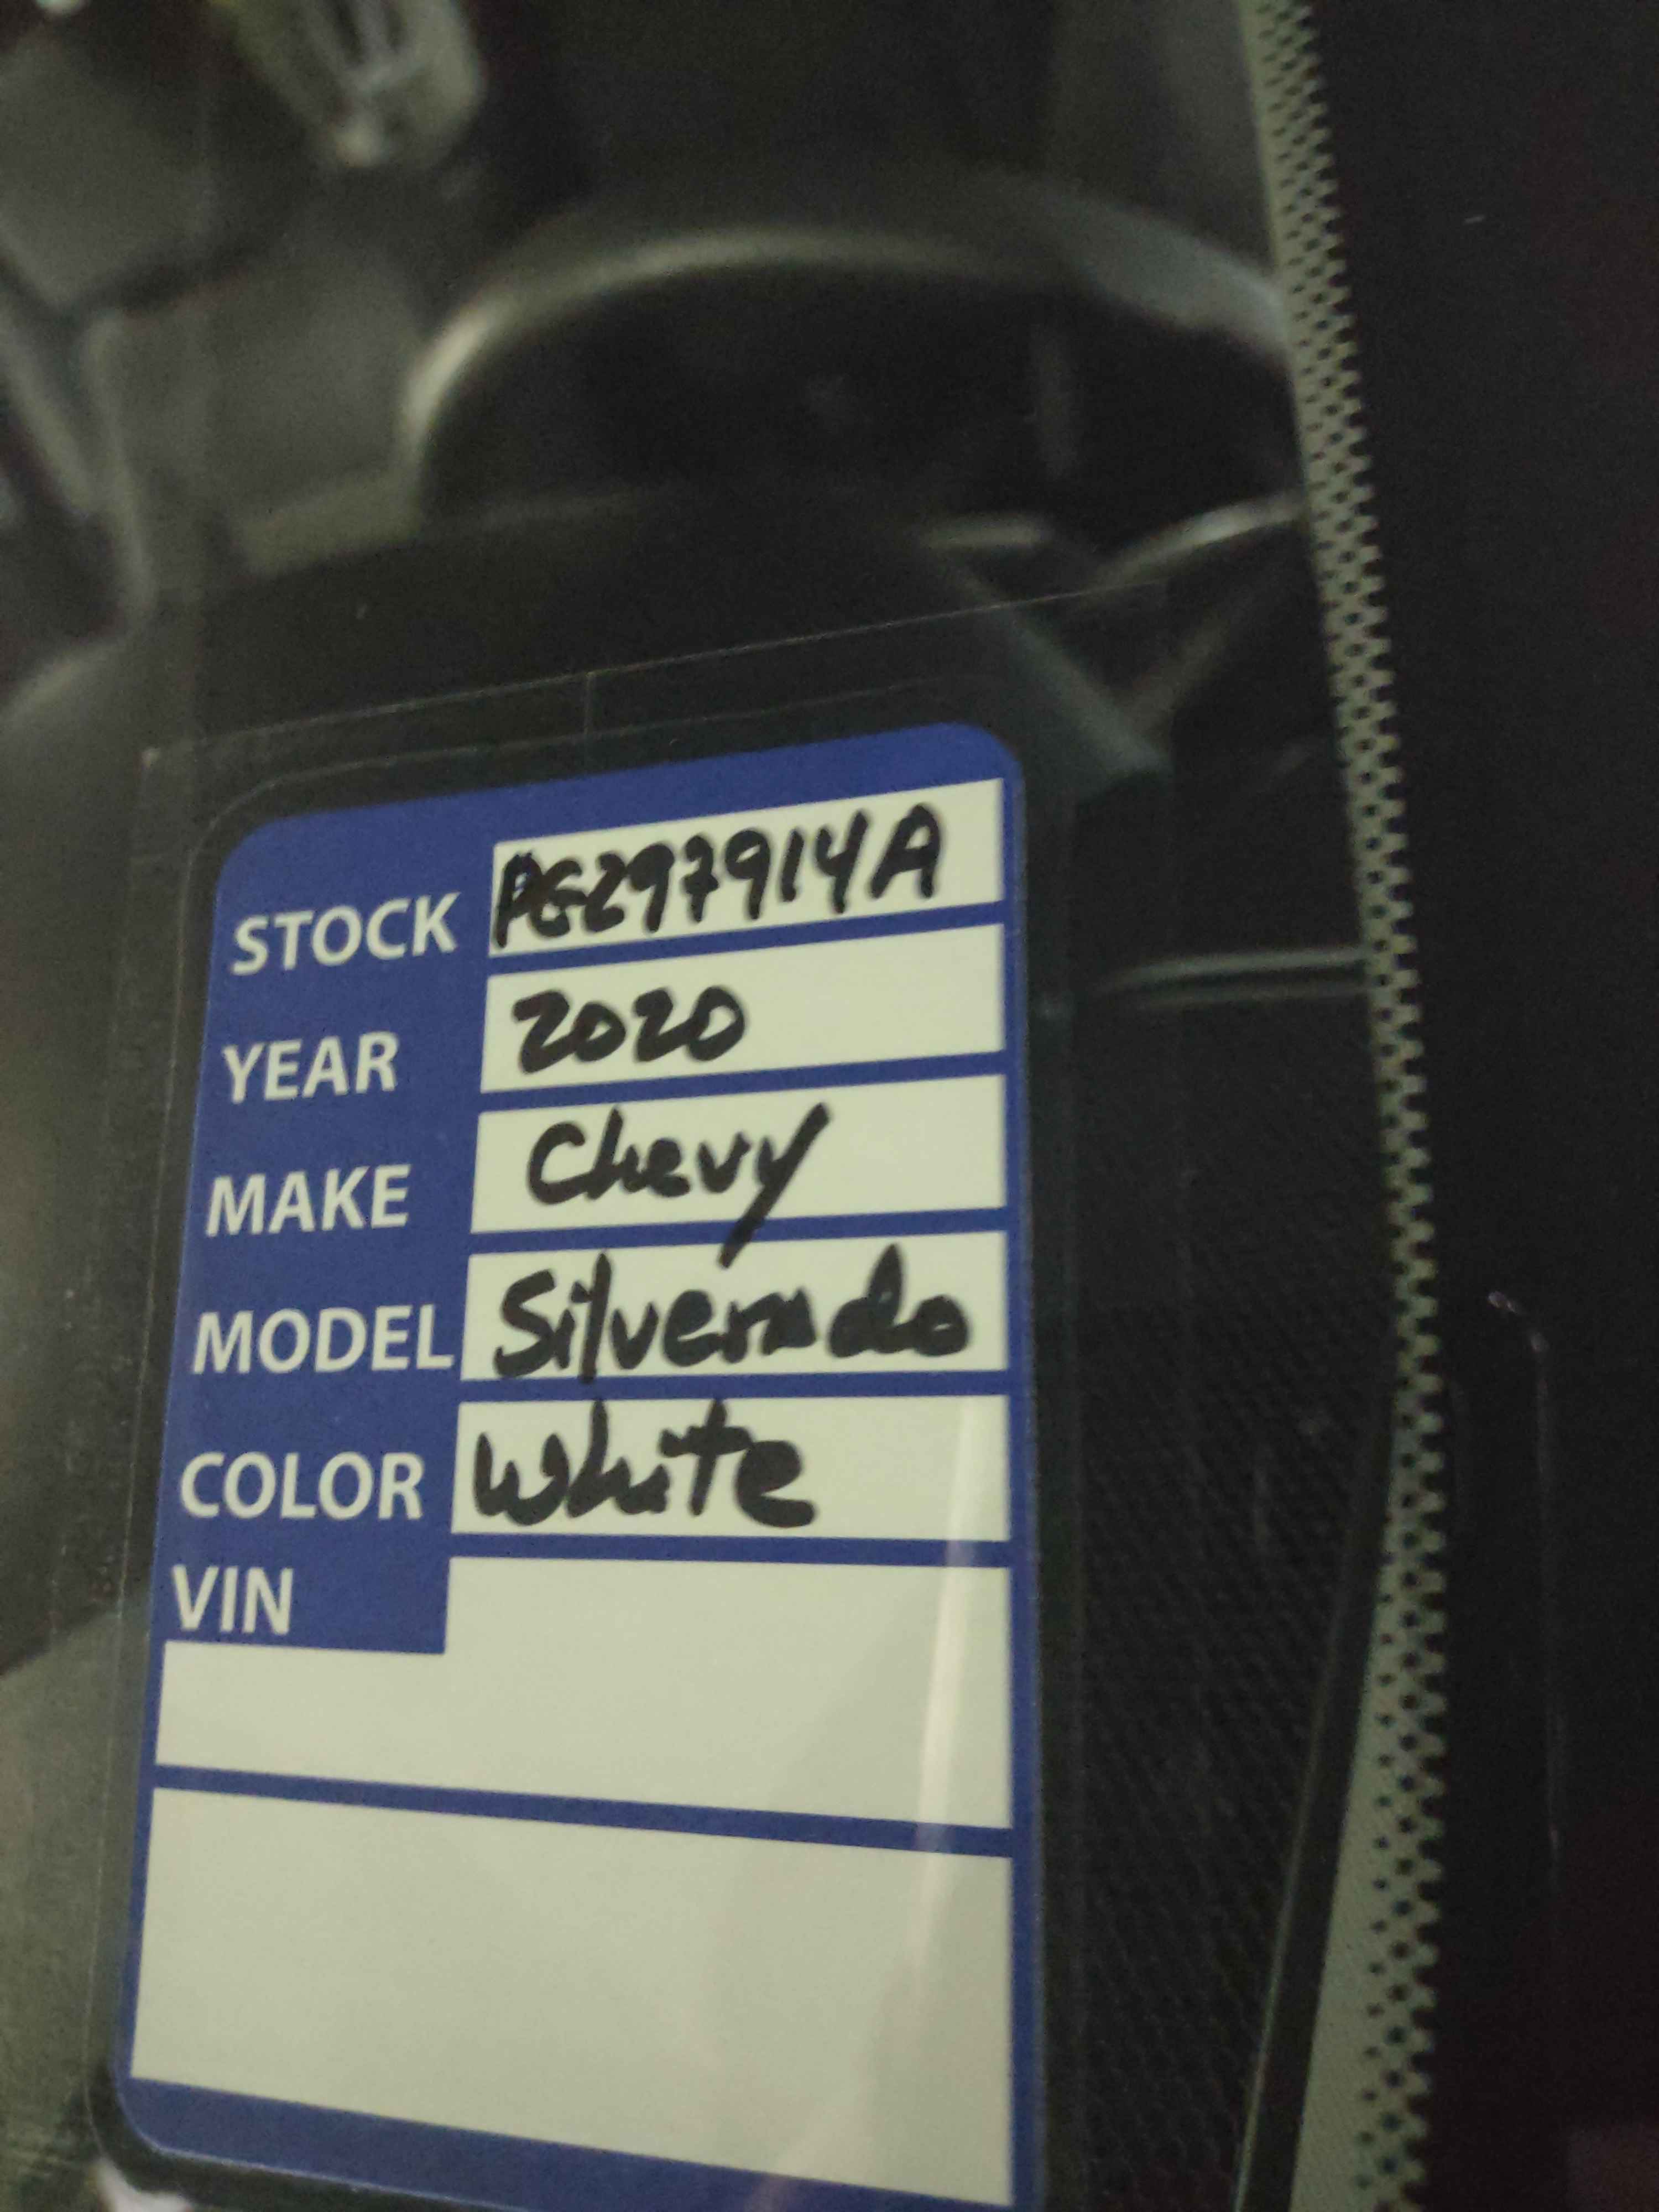 STOCK PG297914A
YEAR 2020
MAKE Chevy
MODEL Silverado
COLOR White
VIN